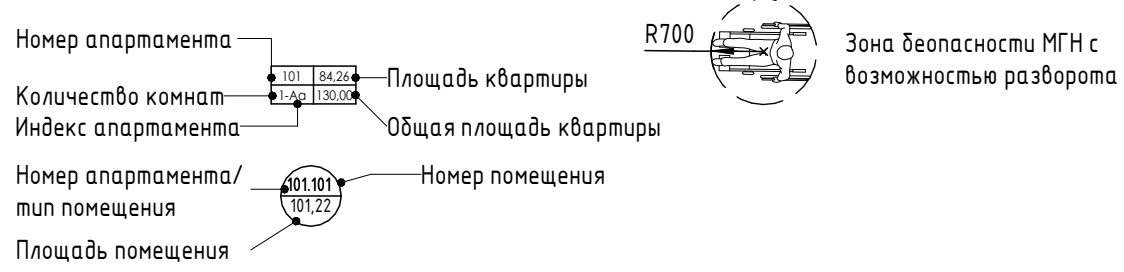 Номер апартамента
101 84,26
Площадь квартиры
Количество комнат
1-Аа 130,00
Индекс апартамента
Общая площадь квартиры
Номер апартамента/
тип помещения
101.101
101,22
Номер помещения
Площадь помещения
R700
Зона беопасности МГН с
возможностью разворота